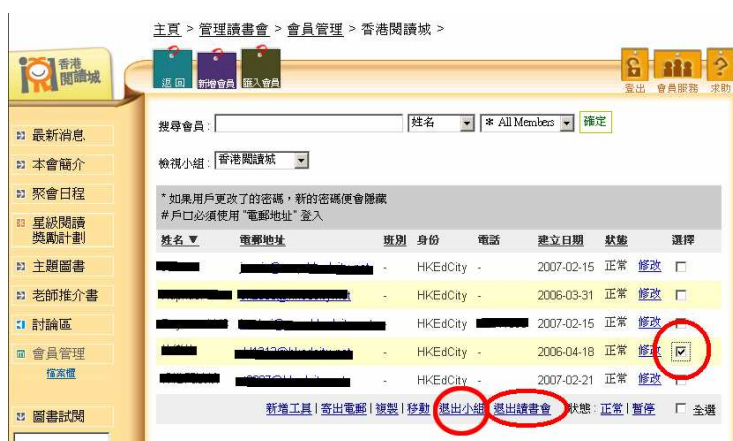 主頁 > 管理讀書會 > 會員管理 > 香港閱讀城 >
香港
閱讀城
返回 新增會員 匯入會員
登出 會員服務 求助
最新消息
本會簡介
聚會日程
星級閱讀
獎勵計劃
主題圖書
老師推介書
討論區
會員管理
檔案櫃
圖書試閱
搜尋會員: 姓名 * All Members 確定
檢視小組: 香港閱讀城
* 如果用戶更改了的密碼，新的密碼便會隱藏
# 戶口必須使用 "電郵地址" 登入
姓名▼ 電郵地址 班別 身份 電話 建立日期 狀態 選擇
- HKEdCity - 2007-02-15 正常 修改
- HKEdCity - 2006-03-31 正常 修改
- HKEdCity 2007-02-15 正常 修改
- HKEdCity - 2006-04-18 正常 修改
- HKEdCity - 2007-02-21 正常 修改
新增工具 | 寄出電郵 | 複製 | 移動 | 退出小組 | 退出讀書會 狀態: 正常 | 暫停 全選